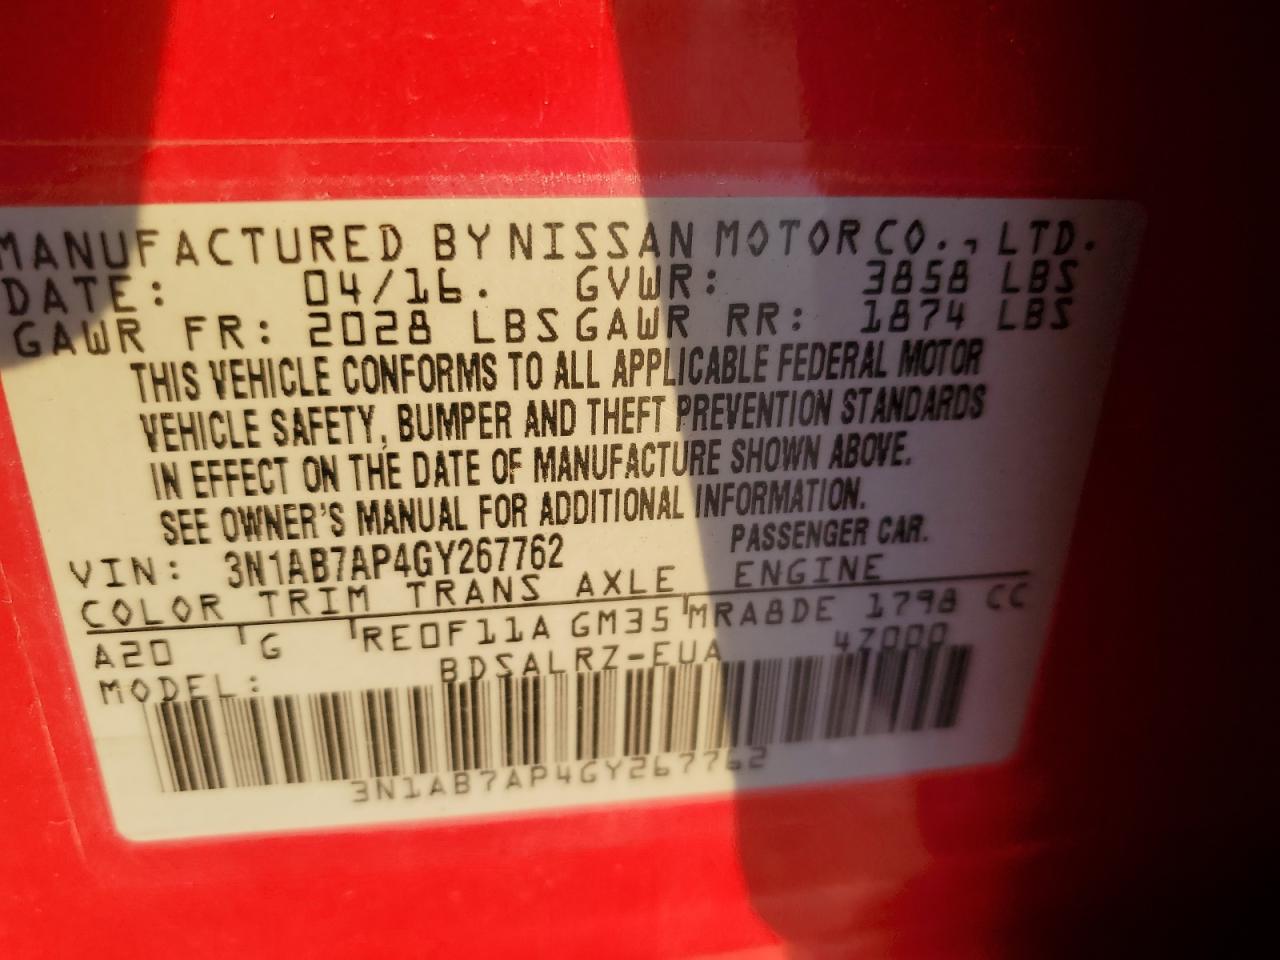 MANUFACTURED BY NISSAN MOTOR CO., LTD.
DATE: 04/16. GVWR: 3858 LBS
GAWR FR: 2028 LBS GAWR RR: 1874 LBS
THIS VEHICLE CONFORMS TO ALL APPLICABLE FEDERAL MOTOR
VEHICLE SAFETY, BUMPER AND THEFT PREVENTION STANDARDS
IN EFFECT ON THE DATE OF MANUFACTURE SHOWN ABOVE.
SEE OWNER'S MANUAL FOR ADDITIONAL INFORMATION.
VIN: 3N1AB7AP4GY267762 PASSENGER CAR.
COLOR TRIM TRANS AXLE ENGINE
A20 G RE0F11A GM35 MRA8DE 1798 CC
MODEL: BDSALRZ-EUA 47000
3N1AB7AP4GY267762